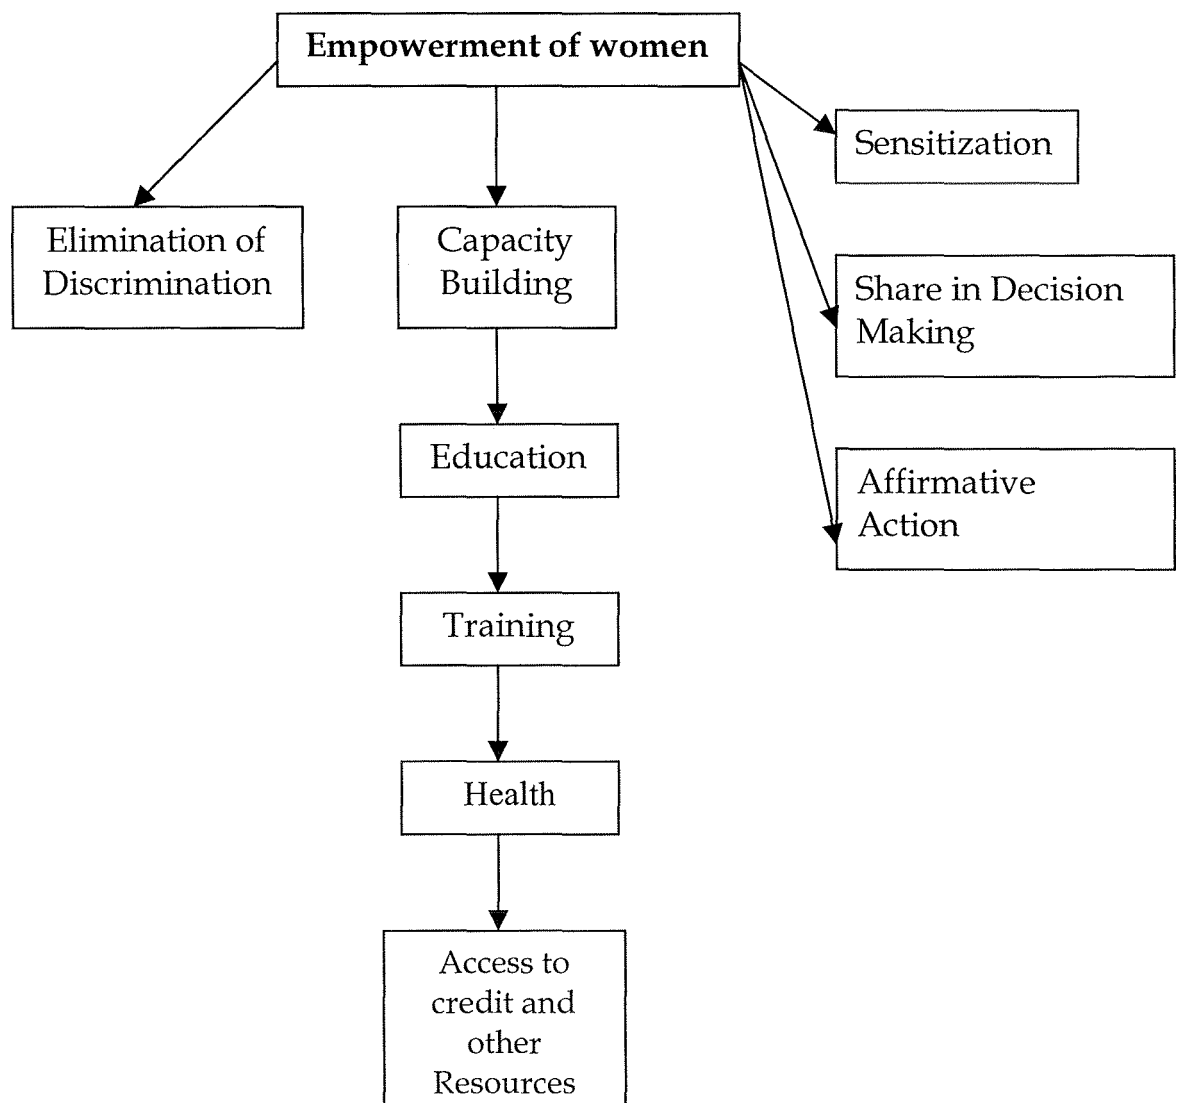 Empowerment of women
Sensitization
Elimination of
Discrimination
Capacity
Building
Share in Decision
Making
Education
Affirmative
Action
Training
Health
Access to
credit and
other
Resources